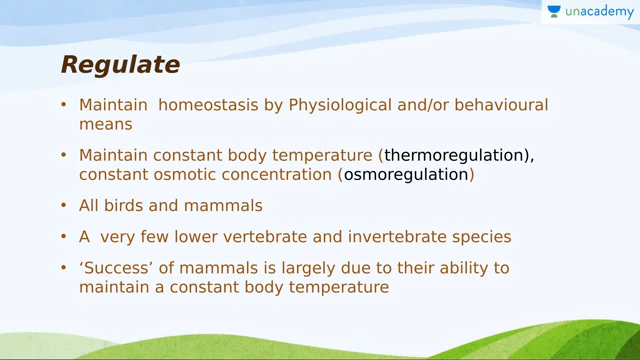 unacademy
Regulate
• Maintain  homeostasis by Physiological and/or behavioural
means
• Maintain constant body temperature (thermoregulation),
constant osmotic concentration (osmoregulation)
• All birds and mammals
• A  very few lower vertebrate and invertebrate species
• ‘Success’ of mammals is largely due to their ability to
maintain a constant body temperature